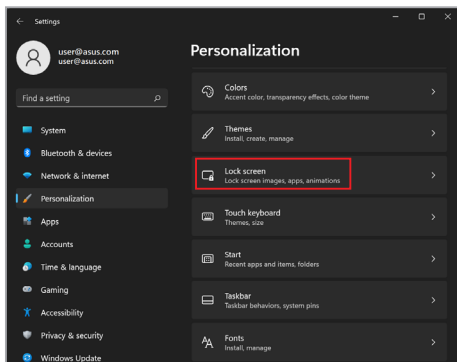 Settings
user@asus.com
user@asus.com
Find a setting
System
Bluetooth & devices
Network & internet
Personalization
Apps
Accounts
Time & language
Gaming
Accessibility
Privacy & security
Windows Update
Personalization
Colors
Accent color, transparency effects, color theme
Themes
Install, create, manage
Lock screen
Lock screen images, apps, animations
Touch keyboard
Themes, size
Start
Recent apps and items, folders
Taskbar
Taskbar behaviors, system pins
Fonts
Install, manage